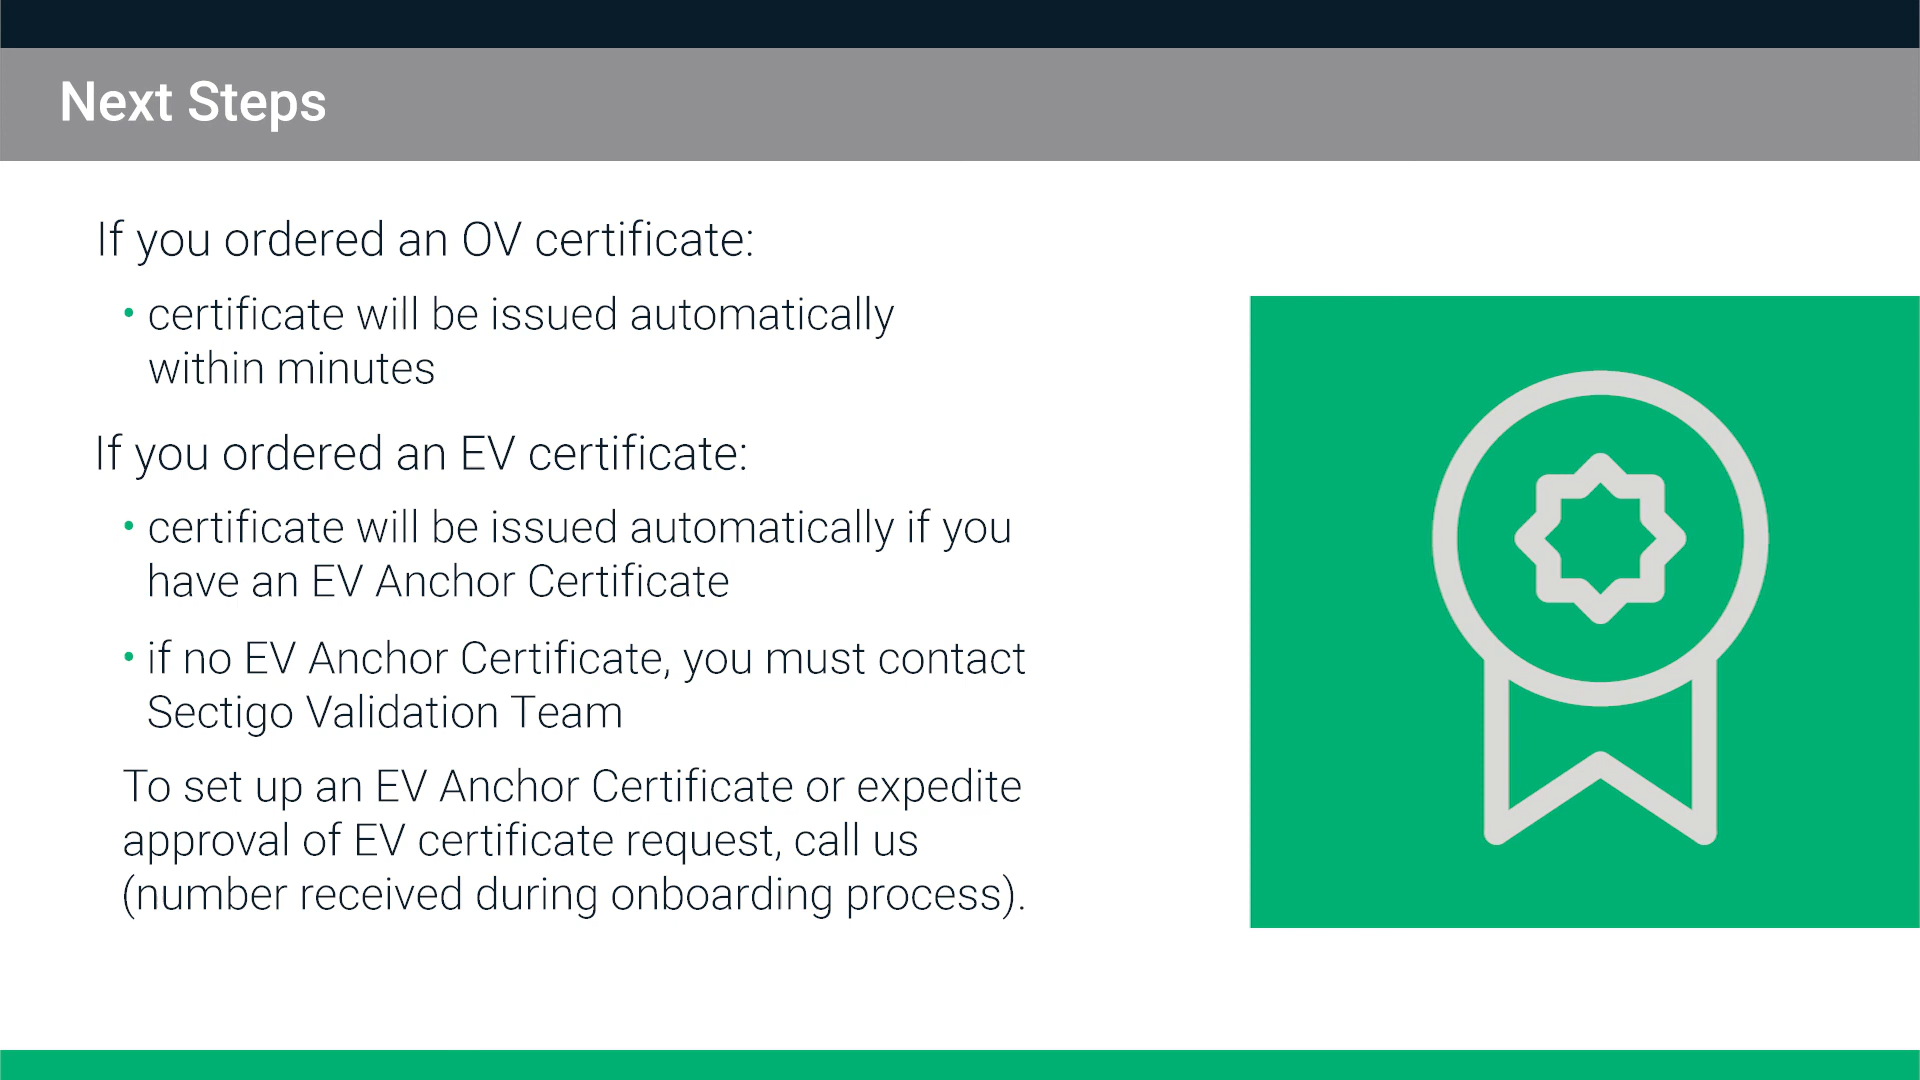 Next Steps
If you ordered an OV certificate:
• certificate will be issued automatically
within minutes
If you ordered an EV certificate:
• certificate will be issued automatically if you
have an EV Anchor Certificate
• if no EV Anchor Certificate, you must contact
Sectigo Validation Team
To set up an EV Anchor Certificate or expedite
approval of EV certificate request, call us
(number received during onboarding process).